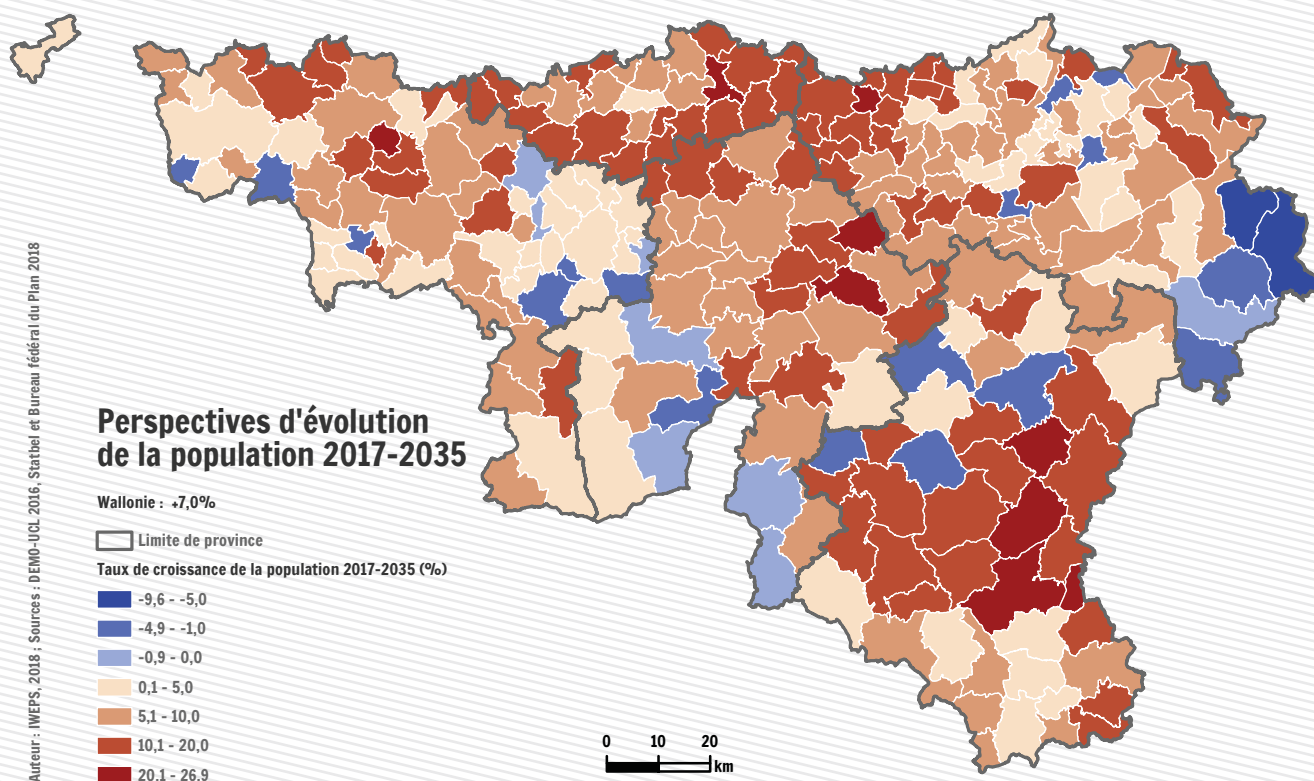 Perspectives d'évolution
de la population 2017-2035
Wallonie : +7,0%
Limite de province
Taux de croissance de la population 2017-2035 (%)
-9,6 - -5,0
-4,9 - -1,0
-0,9 - 0,0
0,1 - 5,0
5,1 - 10,0
10,1 - 20,0
20,1 - 26,9
0 10 20
km
Auteur : IWEPS, 2018 ; Sources : DEMO-UCL 2016, Statbel et Bureau fédéral du Plan 2018